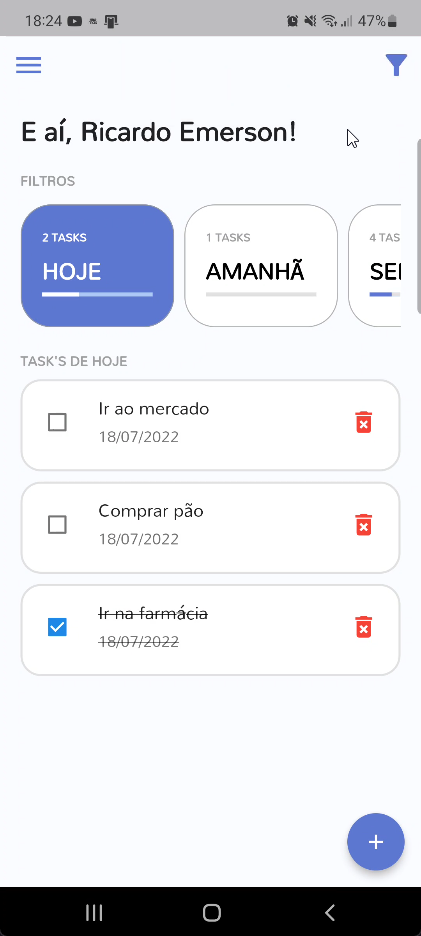 18:24 47%
E aí, Ricardo Emerson!
FILTROS
2 TASKS
HOJE
1 TASKS
AMANHÃ
4 TAS
TASK'S DE HOJE
Ir ao mercado
18/07/2022
Comprar pão
18/07/2022
Ir na farmácia
18/07/2022